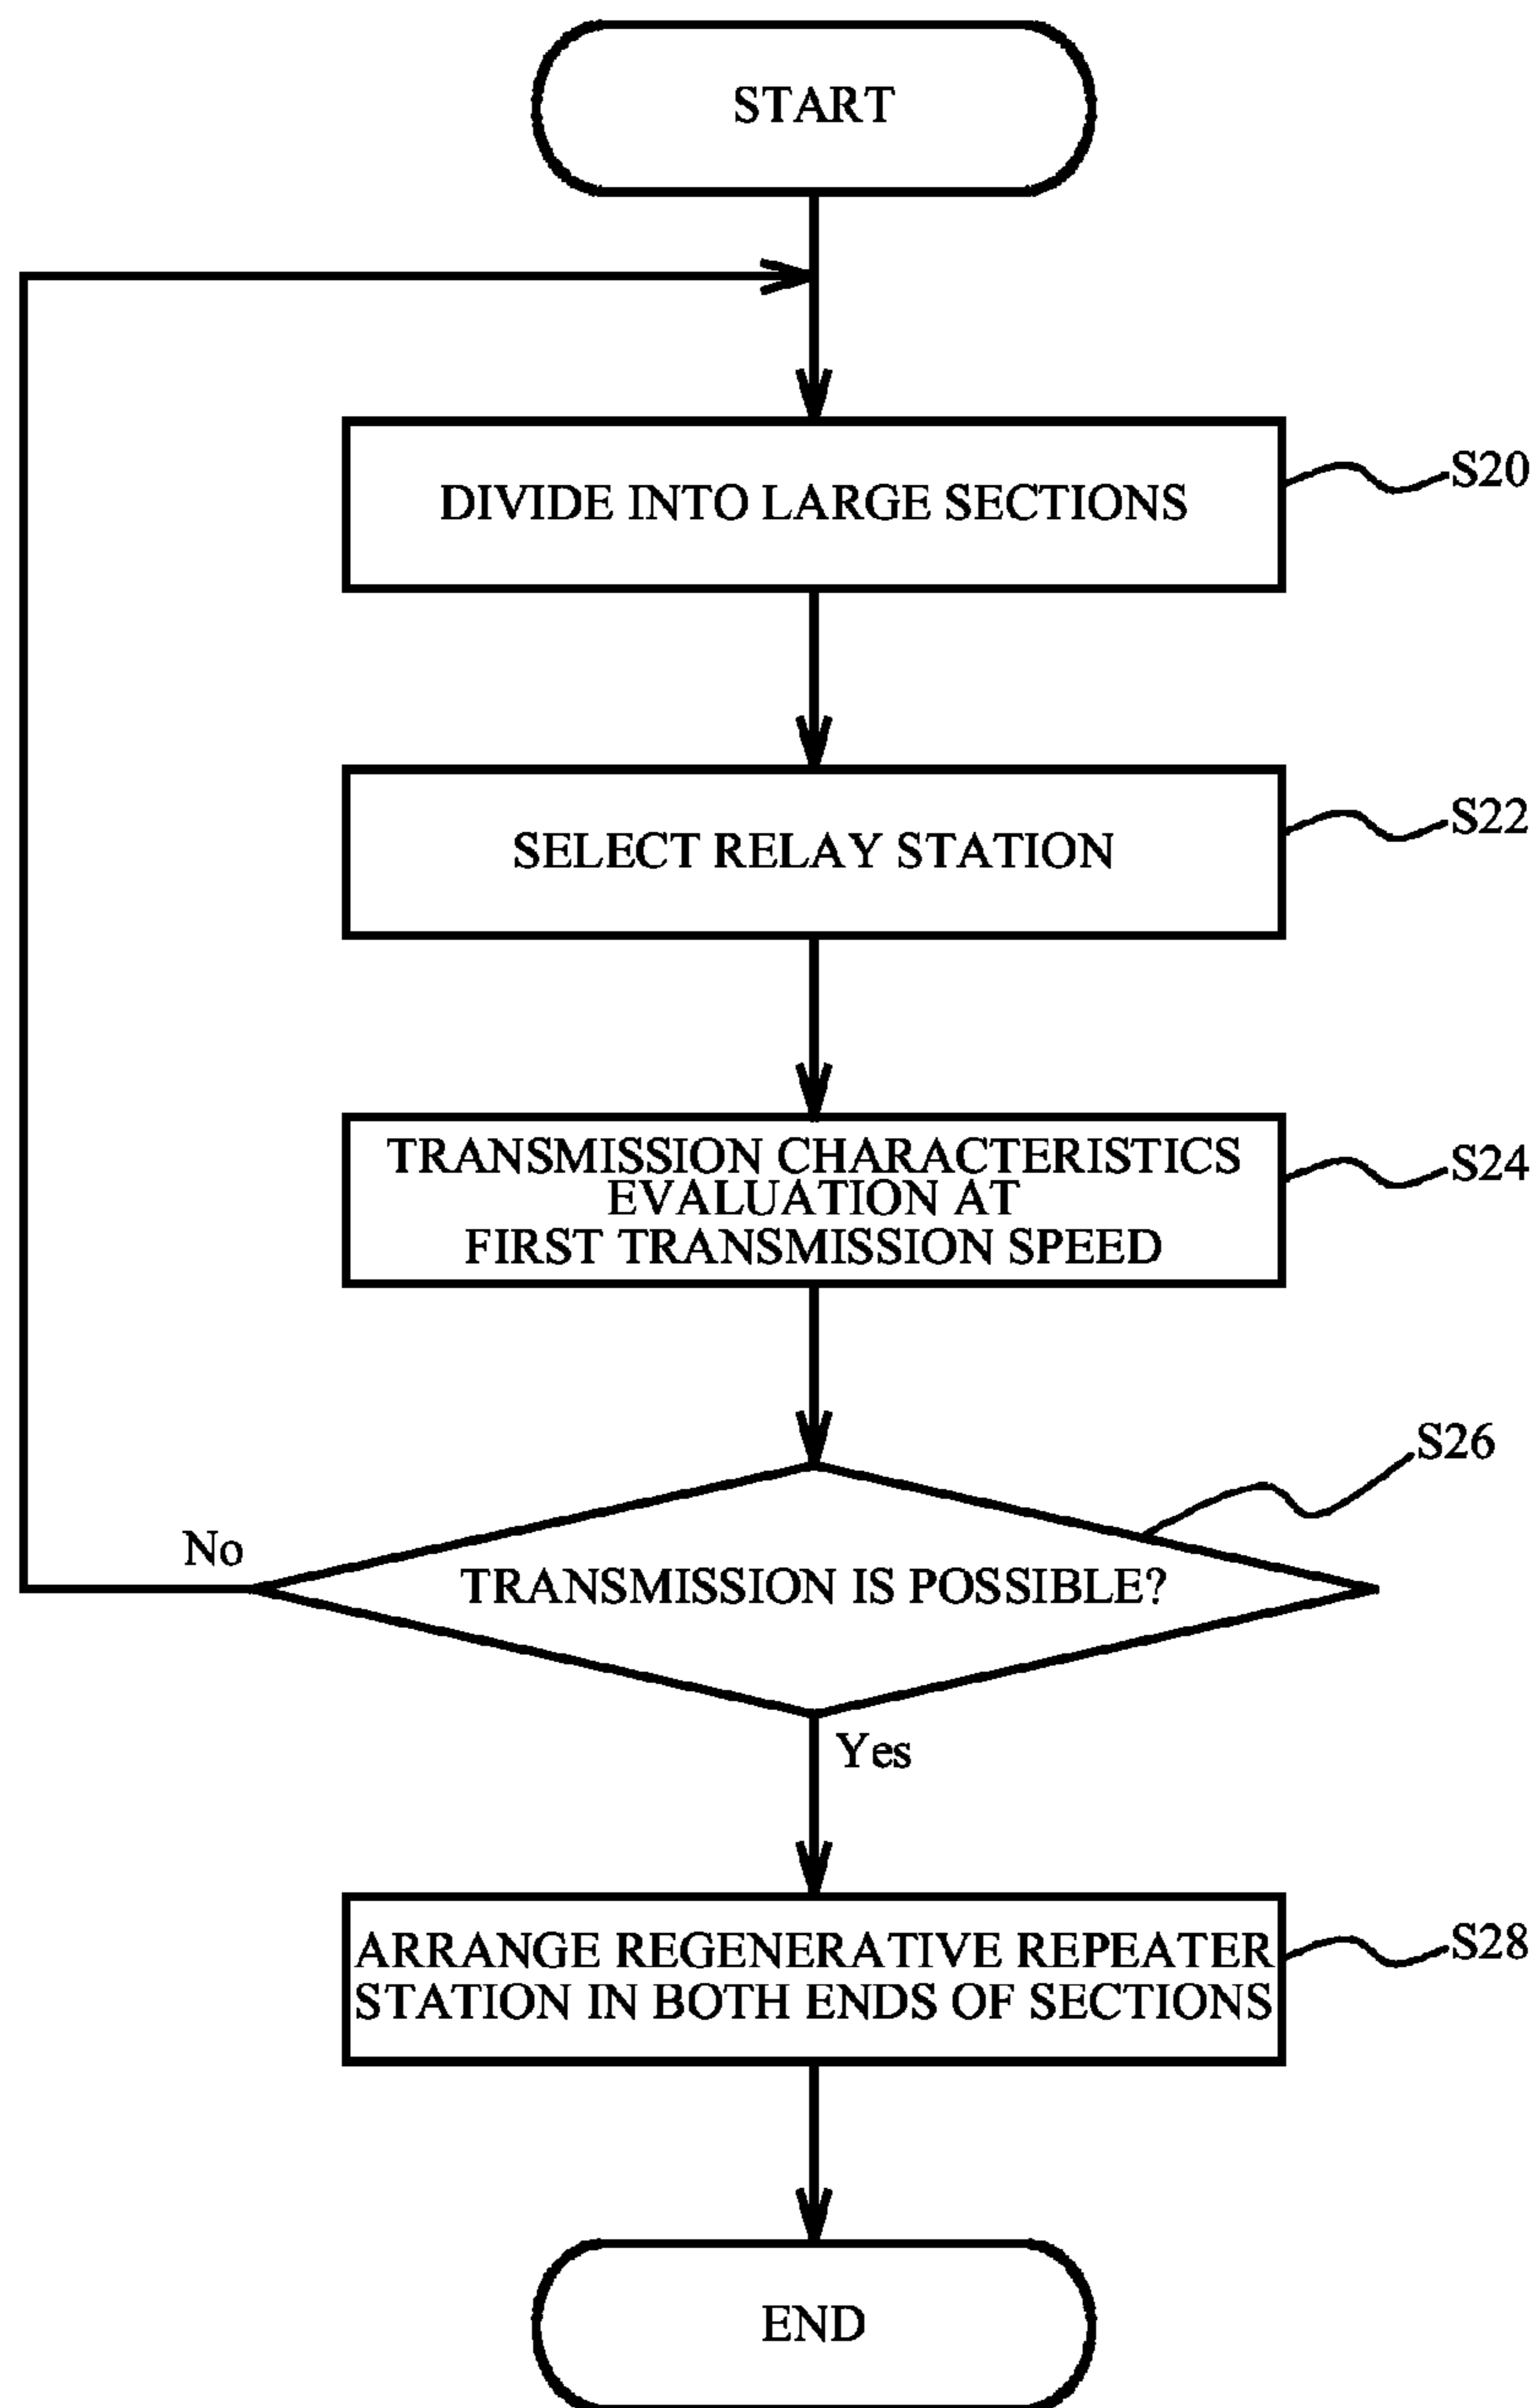 START
DIVIDE INTO LARGE SECTIONS
S20
SELECT RELAY STATION
S22
TRANSMISSION CHARACTERISTICS
EVALUATION AT
FIRST TRANSMISSION SPEED
S24
S26
No
TRANSMISSION IS POSSIBLE?
Yes
ARRANGE REGENERATIVE REPEATER
STATION IN BOTH ENDS OF SECTIONS
S28
END